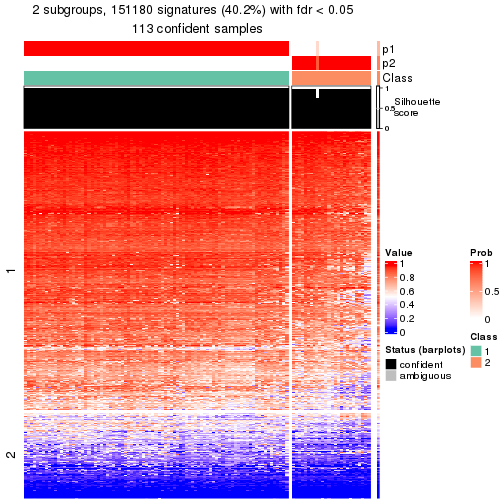 2 subgroups, 151180 signatures (40.2%) with fdr < 0.05
113 confident samples
p1
p2
Class
1
0.5
0
Silhouette
score
1
2
Value
1
0.8
0.6
0.4
0.2
0
Prob
1
0.5
0
Status (barplots)
confident
ambiguous
Class
1
2